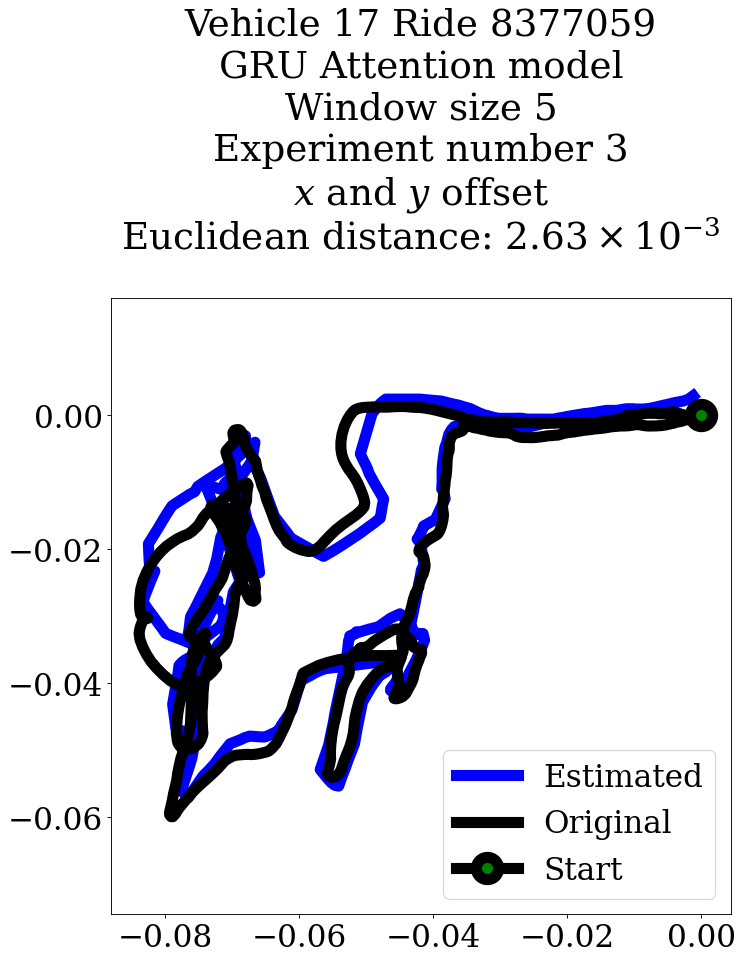 Vehicle 17 Ride 8377059
GRU Attention model
Window size 5
Experiment number 3
x and y offset
Euclidean distance: 2.63 × 10⁻³
0.00
−0.02
−0.04
−0.06
Estimated
Original
Start
−0.08 −0.06 −0.04 −0.02 0.00